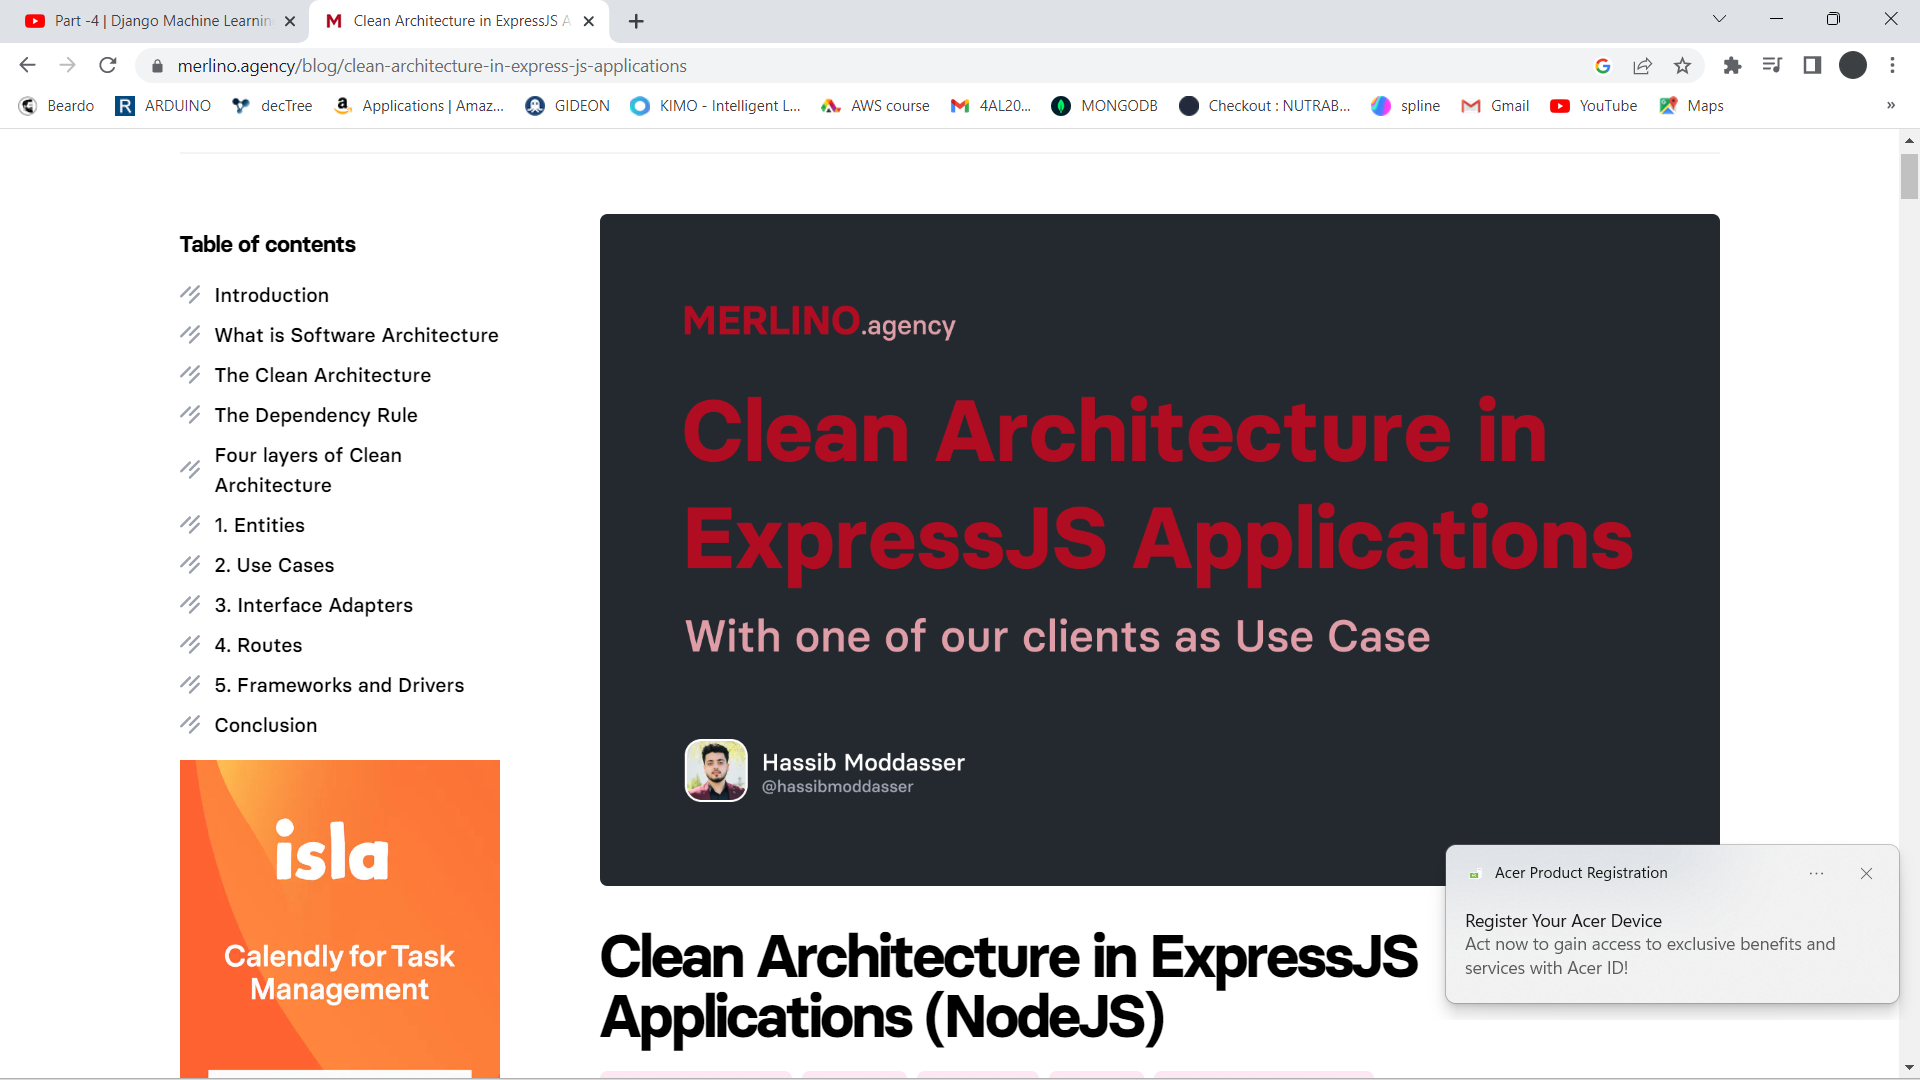 Part -4 | Django Machine Learnin
Clean Architecture in ExpressJS A
merlino.agency/blog/clean-architecture-in-express-js-applications
Beardo
ARDUINO
decTree
Applications | Amaz...
GIDEON
KIMO - Intelligent L...
AWS course
4AL20...
MONGODB
Checkout : NUTRAB...
spline
Gmail
YouTube
Maps
»
Table of contents
Introduction
What is Software Architecture
The Clean Architecture
The Dependency Rule
Four layers of Clean
Architecture
1. Entities
2. Use Cases
3. Interface Adapters
4. Routes
5. Frameworks and Drivers
Conclusion
isla
Calendly for Task
Management
MERLINO.agency
Clean Architecture in
ExpressJS Applications
With one of our clients as Use Case
Hassib Moddasser
@hassibmoddasser
Clean Architecture in ExpressJS
Applications (NodeJS)
Acer Product Registration
Register Your Acer Device
Act now to gain access to exclusive benefits and
services with Acer ID!